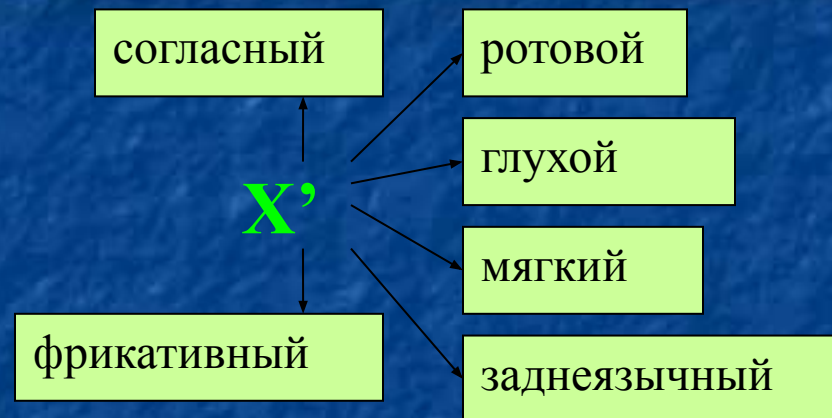 согласный
ротовой
глухой
Х’
мягкий
фрикативный
заднеязычный